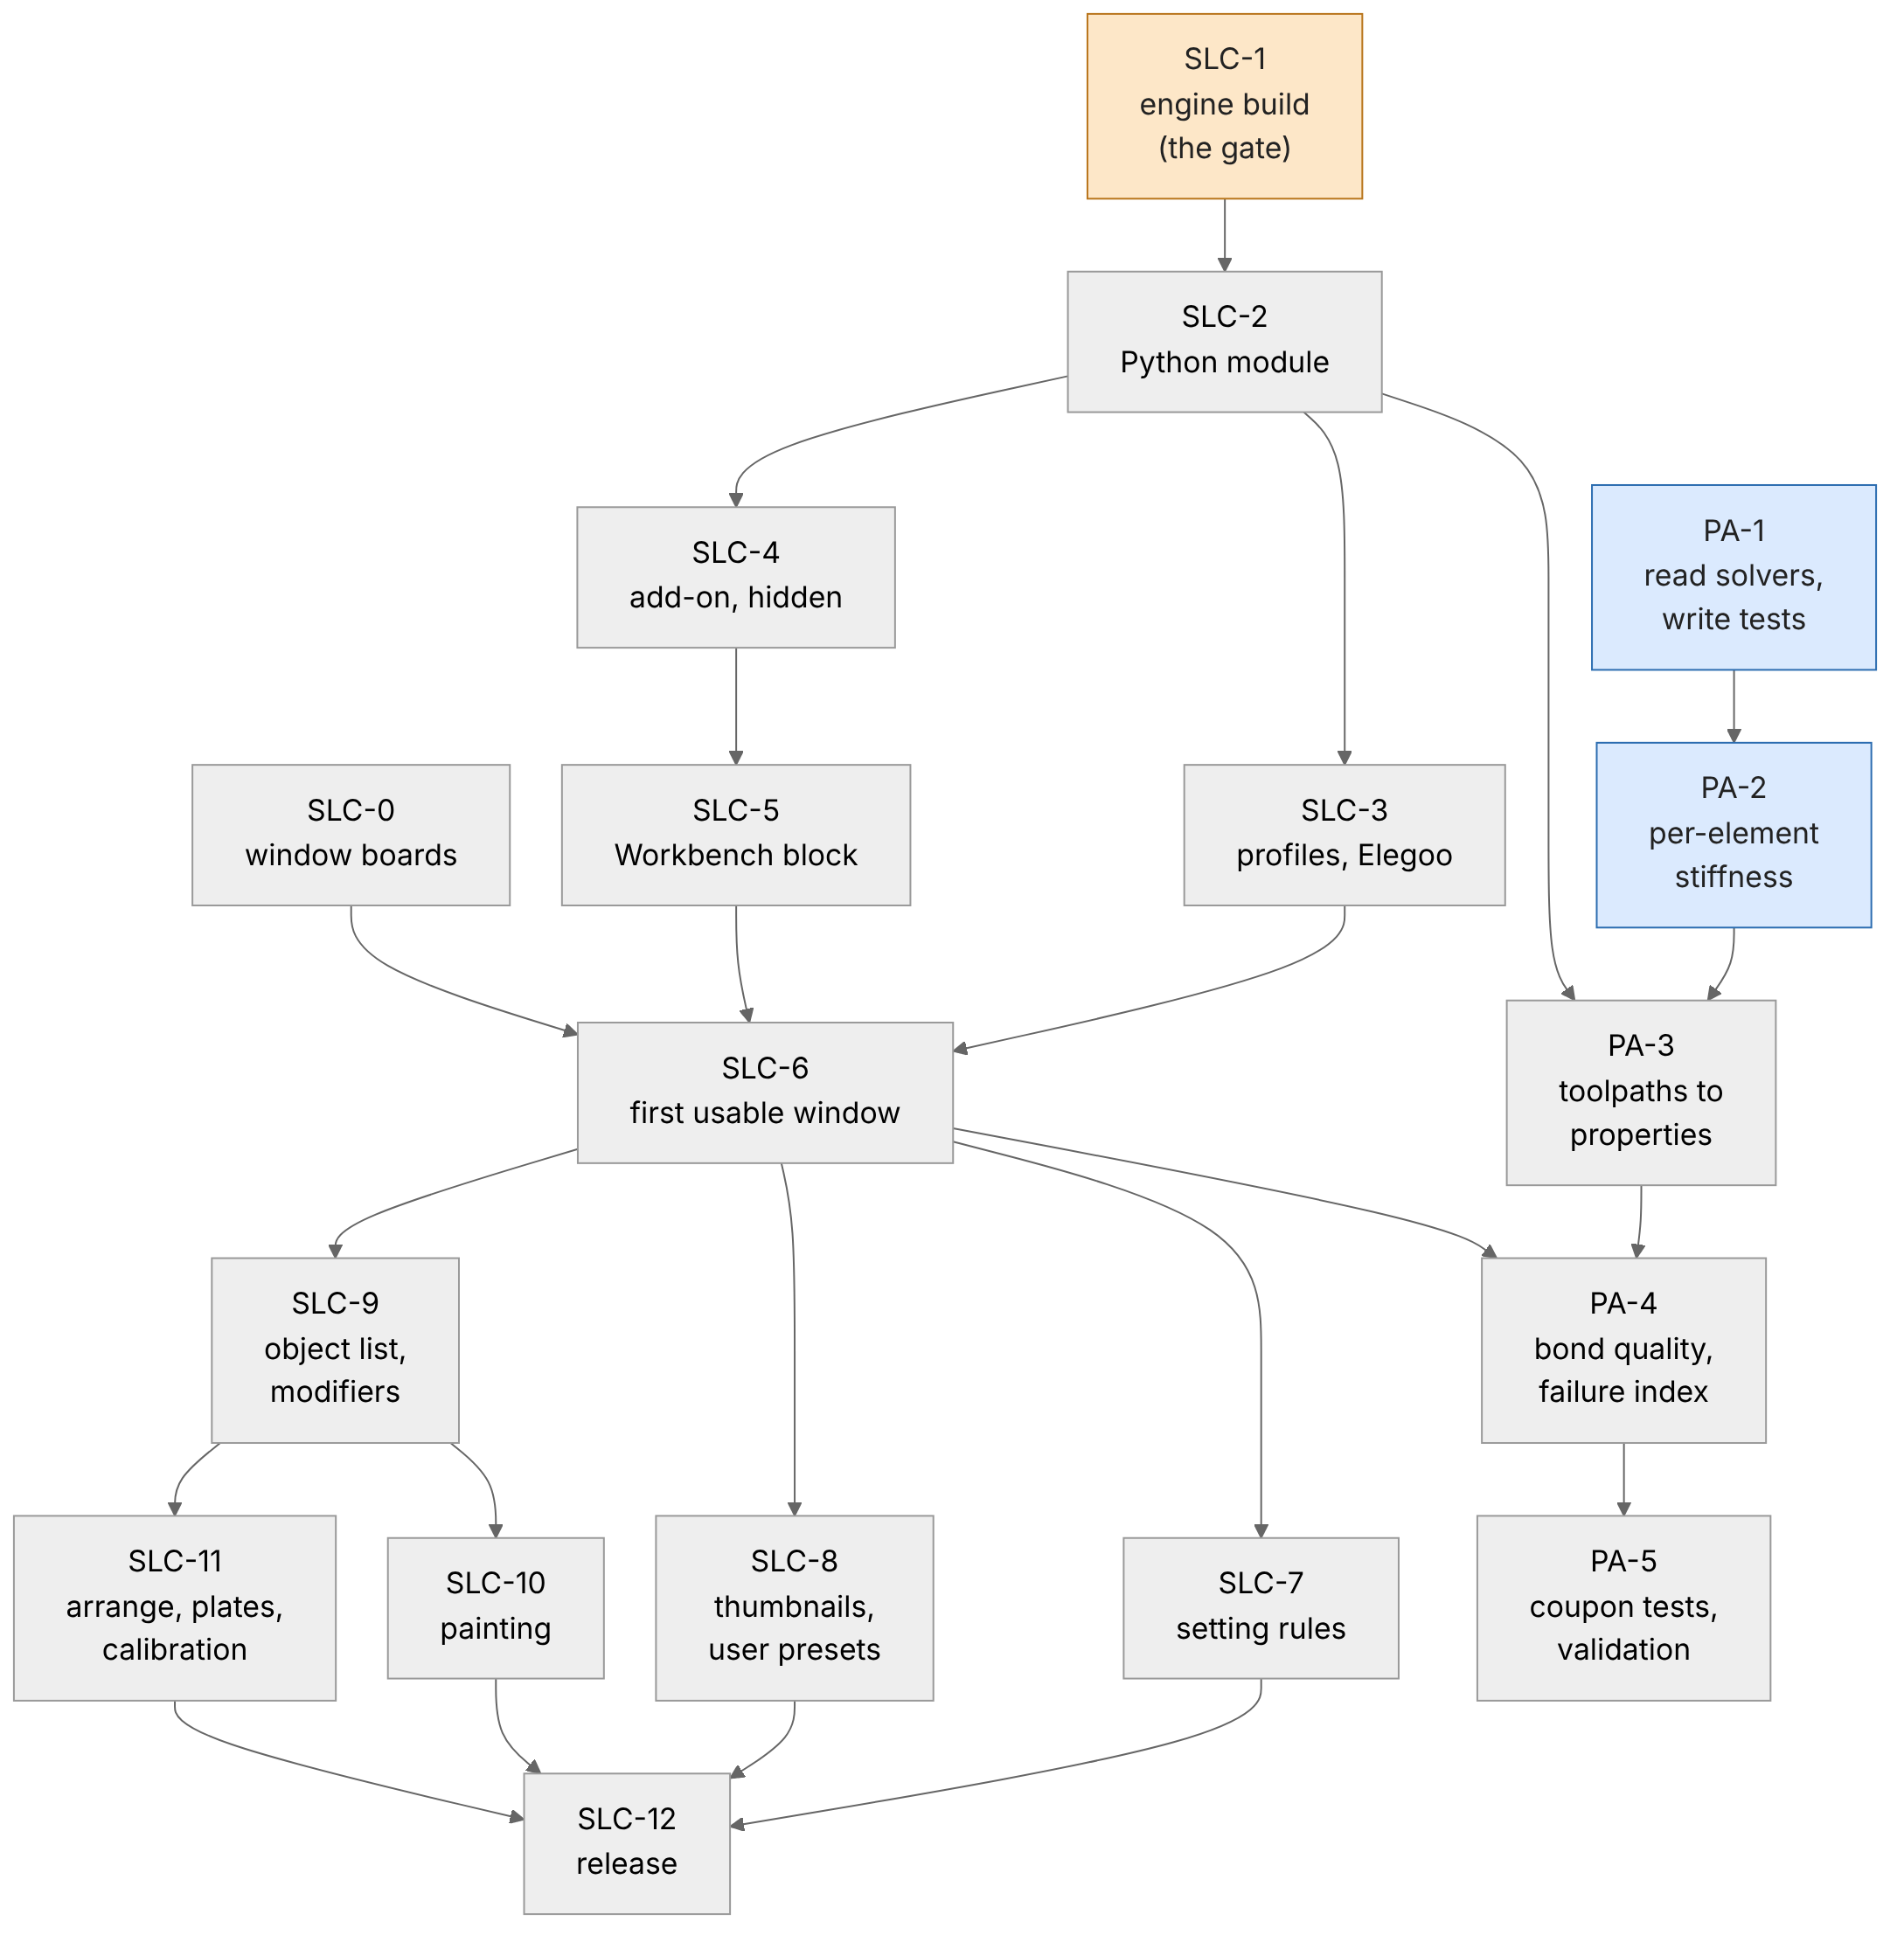 SLC-1
engine build
(the gate)
SLC-2
Python module
SLC-4
add-on, hidden
PA-1
read solvers,
write tests
SLC-0
window boards
SLC-5
Workbench block
SLC-3
profiles, Elegoo
PA-2
per-element
stiffness
SLC-6
first usable window
PA-3
toolpaths to
properties
SLC-9
object list,
modifiers
PA-4
bond quality,
failure index
SLC-11
arrange, plates,
calibration
SLC-10
painting
SLC-8
thumbnails,
user presets
SLC-7
setting rules
PA-5
coupon tests,
validation
SLC-12
release